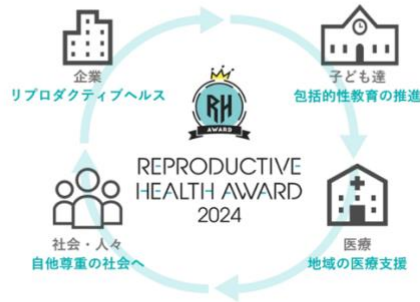 企業
リプロダクティブヘルス
子ども達
包括的性教育の推進
RH
AWARD
REPRODUCTIVE
HEALTH AWARD
2024
社会・人々
自他尊重の社会へ
医療
地域の医療支援